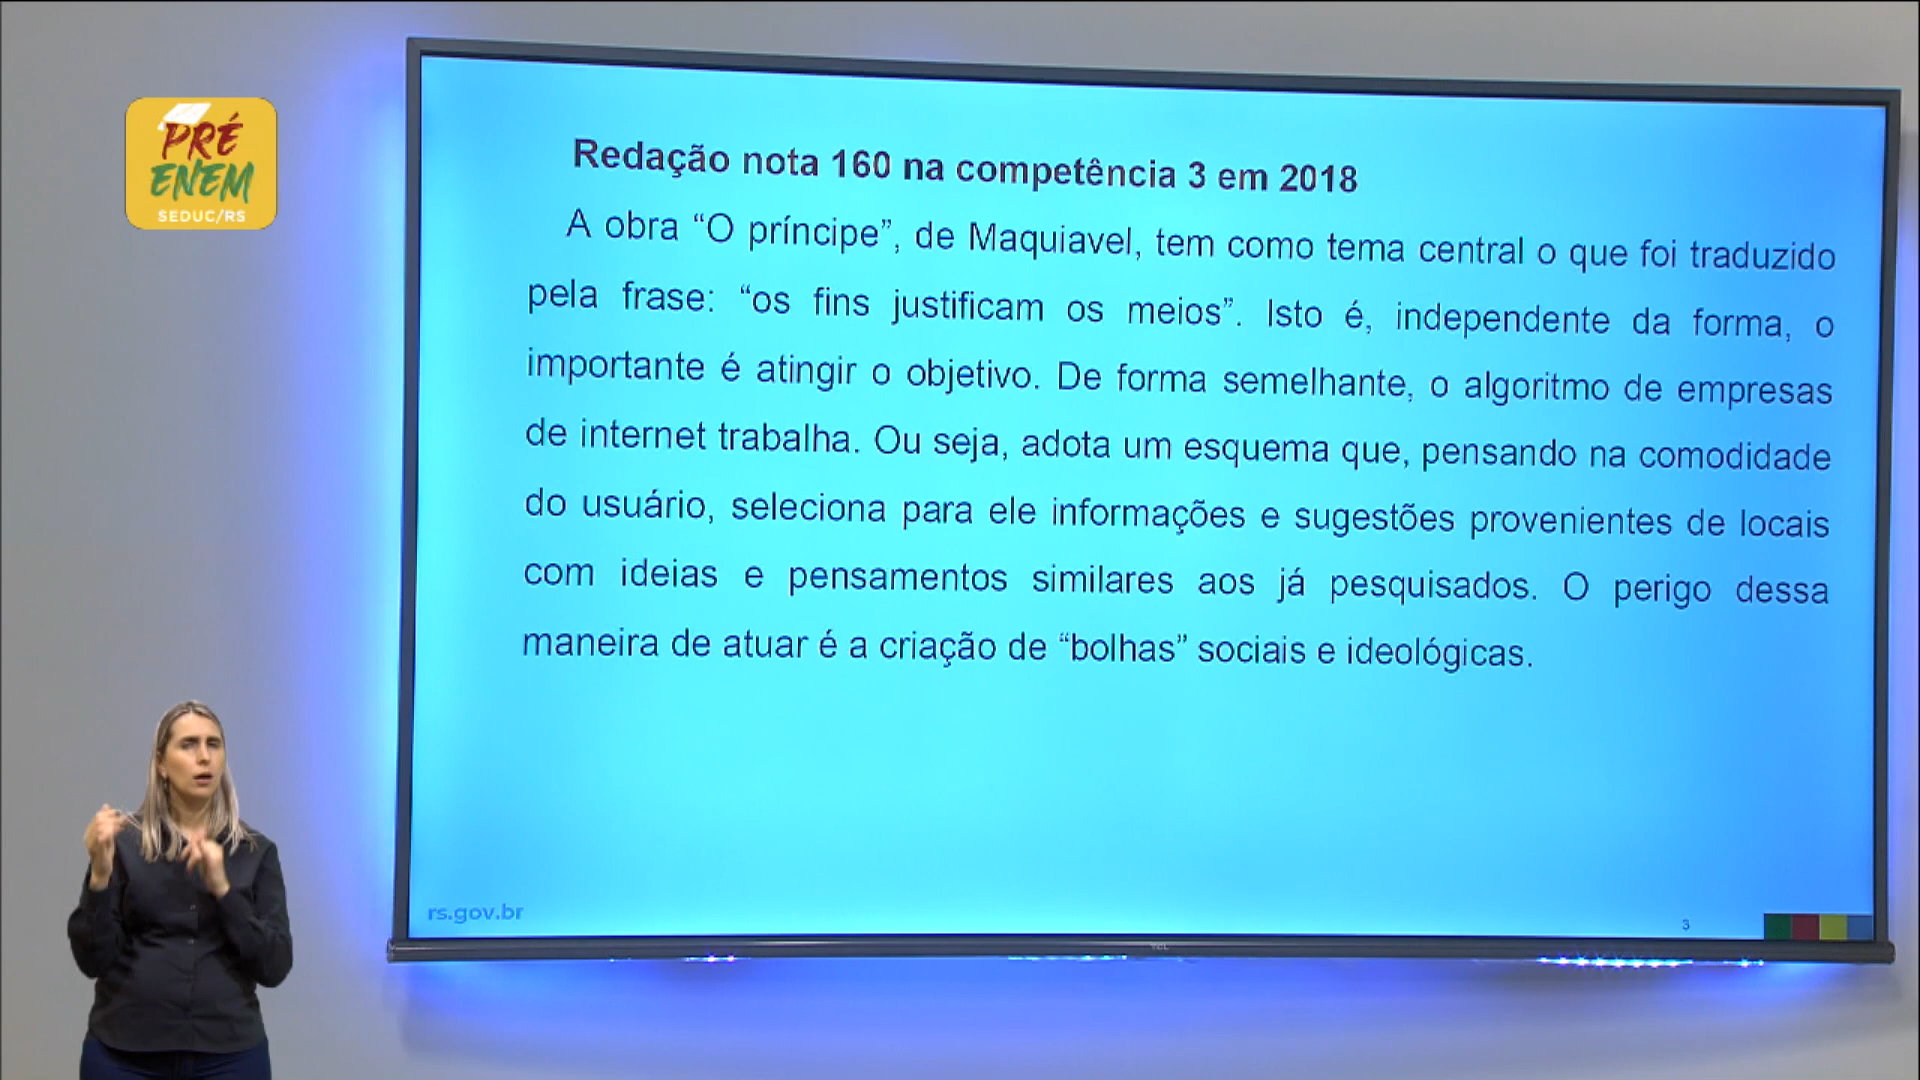 PRÉ
ENEM
SEDUC/RS
Redação nota 160 na competência 3 em 2018
A obra “O príncipe”, de Maquiavel, tem como tema central o que foi traduzido
pela frase: “os fins justificam os meios”. Isto é, independente da forma, o
importante é atingir o objetivo. De forma semelhante, o algoritmo de empresas
de internet trabalha. Ou seja, adota um esquema que, pensando na comodidade
do usuário, seleciona para ele informações e sugestões provenientes de locais
com ideias e pensamentos similares aos já pesquisados. O perigo dessa
maneira de atuar é a criação de “bolhas” sociais e ideológicas.
rs.gov.br
3
TCL